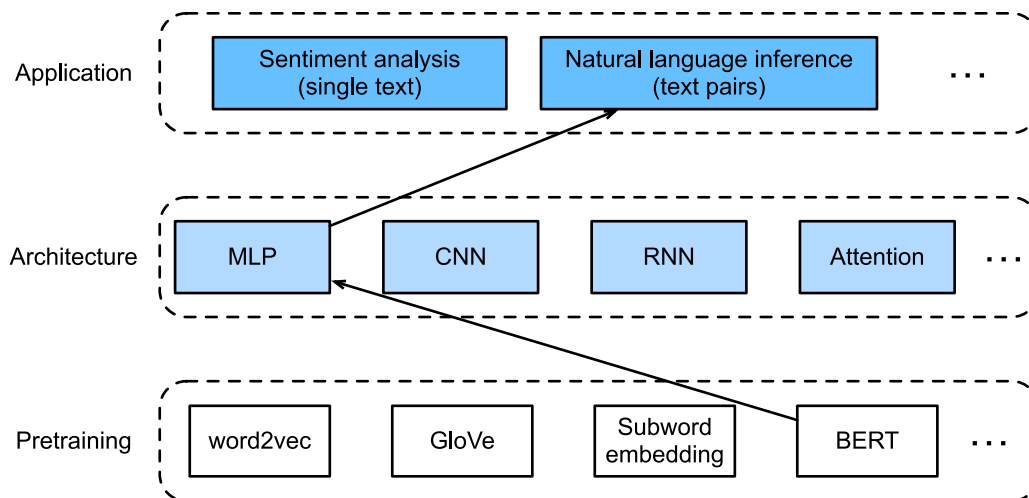 Application
Sentiment analysis
(single text)
Natural language inference
(text pairs)
...
Architecture
MLP
CNN
RNN
Attention
...
Pretraining
word2vec
GloVe
Subword
embedding
BERT
...